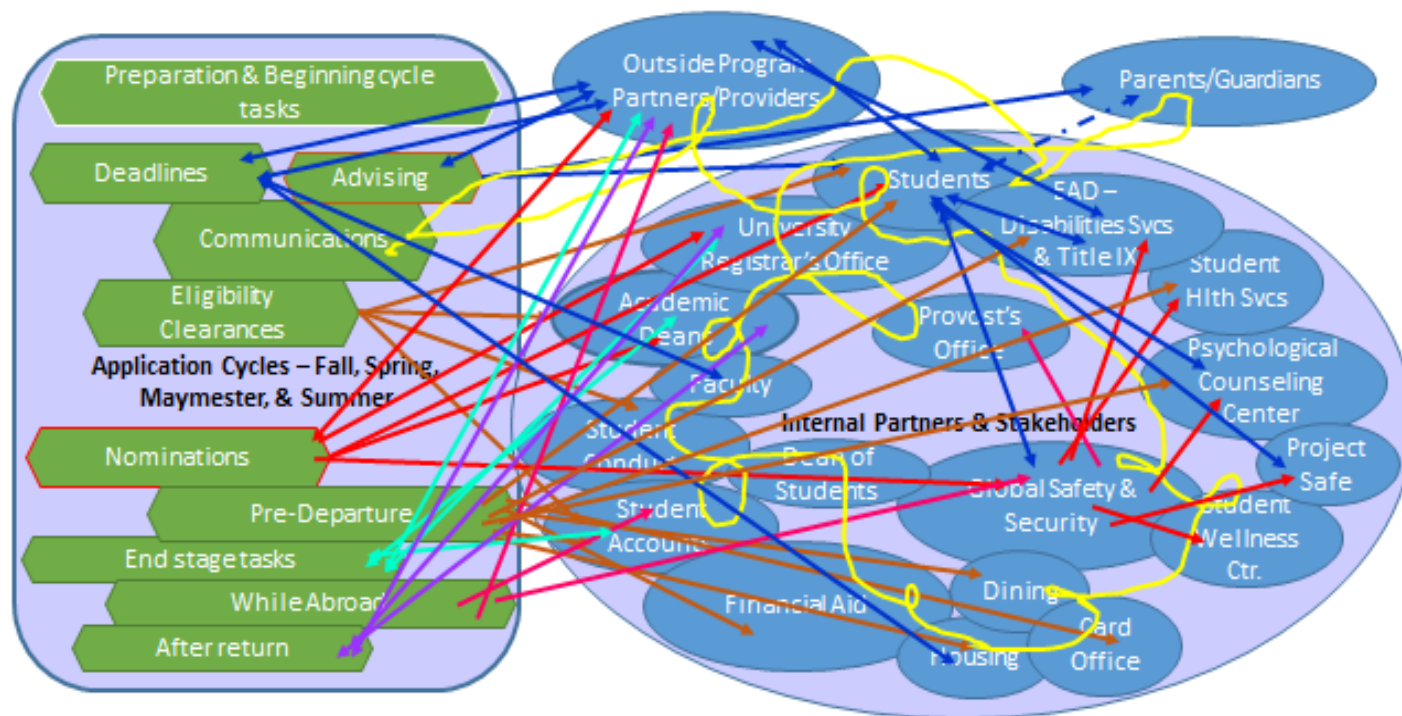 Preparation & Beginning cycle
tasks
Deadlines
Advising
Communications
Eligibility
Clearances
Application Cycles – Fall, Spring,
Maymester, & Summer
Nominations
Pre-Departure
End stage tasks
While Abroad
After return
Outside Program
Partners/Providers
Parents/Guardians
Students
EAD –
Disabilities Svcs
& Title IX
University
Registrar's Office
Student
Hlth Svcs
Academic
Deans
Provost's
Office
Psychological
Counseling
Center
Faculty
Internal Partners & Stakeholders
Student
Conduct
Dean of
Students
Project
Safe
Global Safety &
Security
Student
Accounts
Student
Wellness
Ctr.
Financial Aid
Dining
Card
Office
Housing